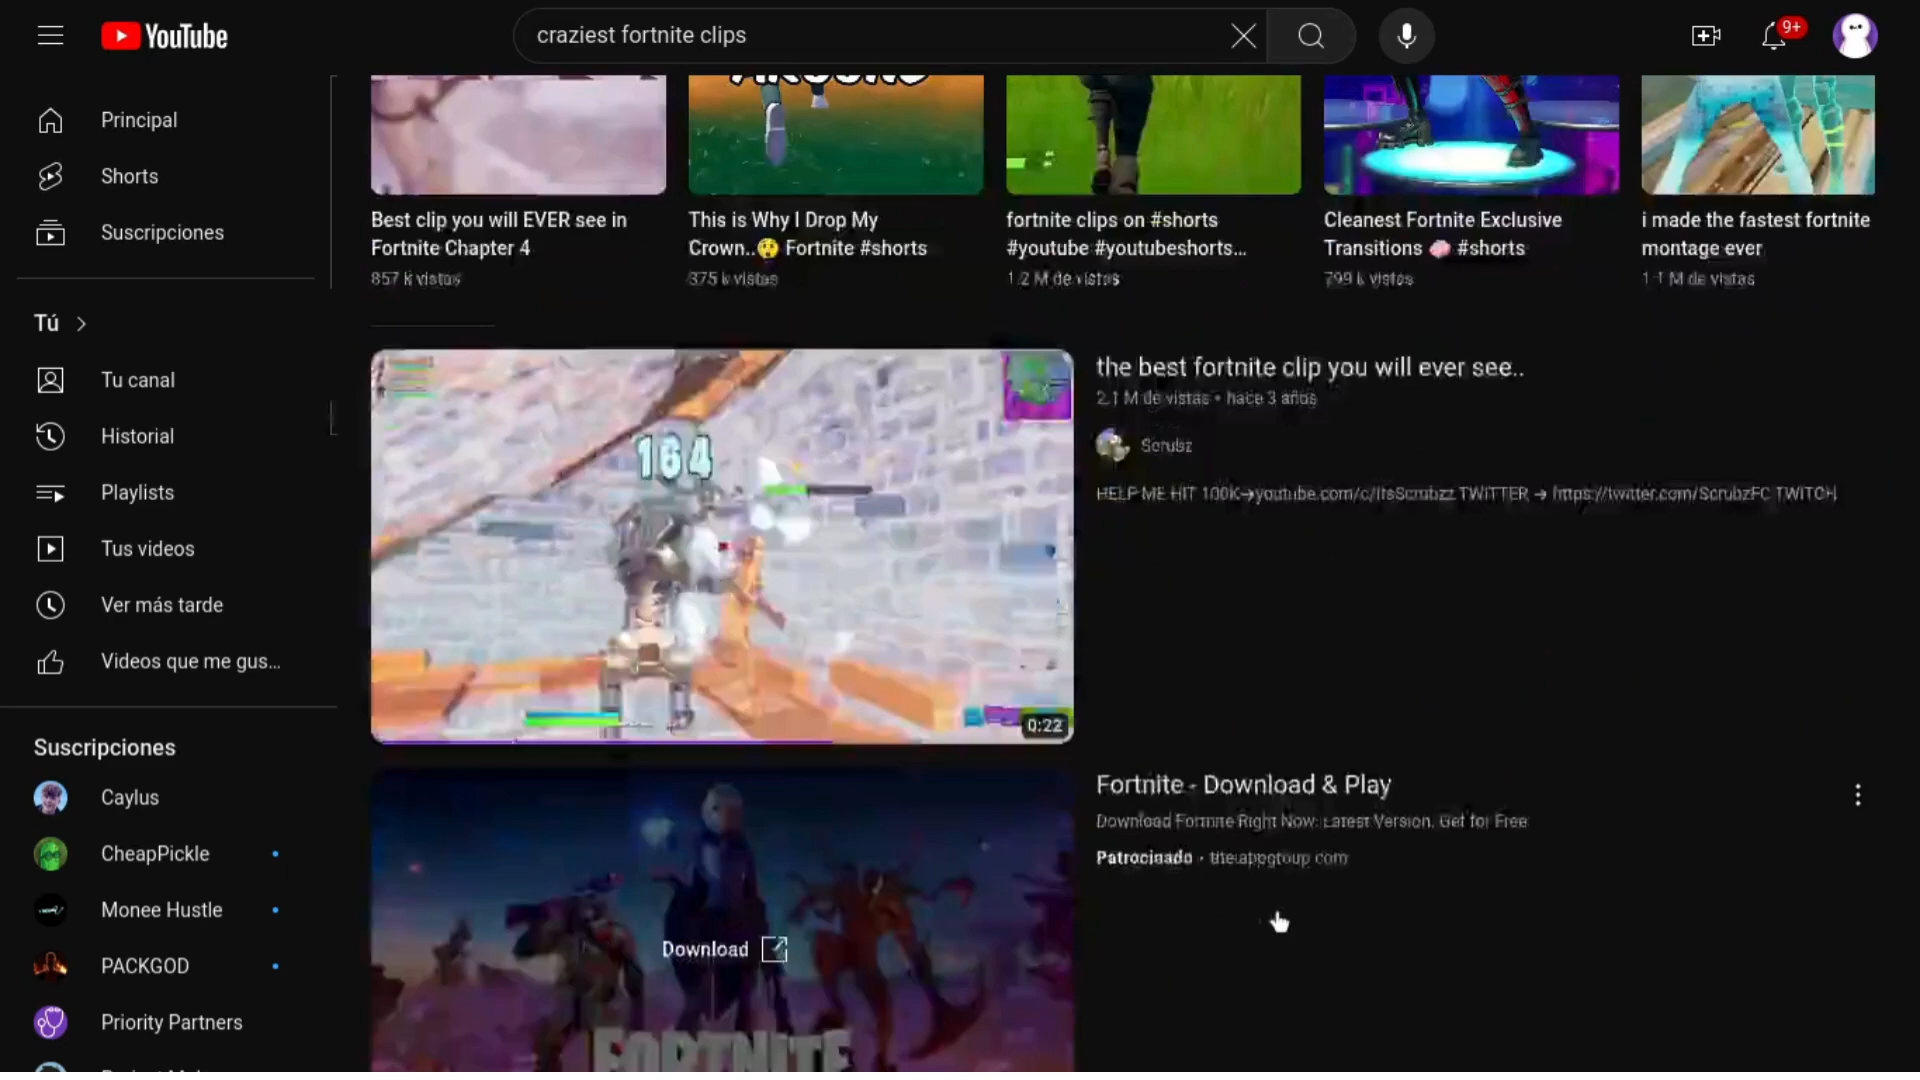 YouTube
craziest fortnite clips
9+
Principal
Shorts
Suscripciones
Tú
Tu canal
Historial
Playlists
Tus videos
Ver más tarde
Videos que me gus...
Suscripciones
Caylus
CheapPickle
Monee Hustle
PACKGOD
Priority Partners
Best clip you will EVER see in
Fortnite Chapter 4
857 k vistas
This is Why I Drop My
Crown..😲 Fortnite #shorts
375 k vistas
fortnite clips on #shorts
#youtube #youtubeshorts...
1.2 M de vistas
Cleanest Fortnite Exclusive
Transitions 🧼 #shorts
799 k vistas
i made the fastest fortnite
montage ever
1.1 M de vistas
164
0:22
the best fortnite clip you will ever see..
2.1 M de vistas • hace 3 años
Scrubz
HELP ME HIT 100K→youtube.com/c/ItsScrubzz TWITTER → https://twitter.com/ScrubzFC TWITCH
Download
FORTNITE
Fortnite - Download & Play
Download Fortnite Right Now. Latest Version. Get for Free
Patrocinado · theappgroup.com